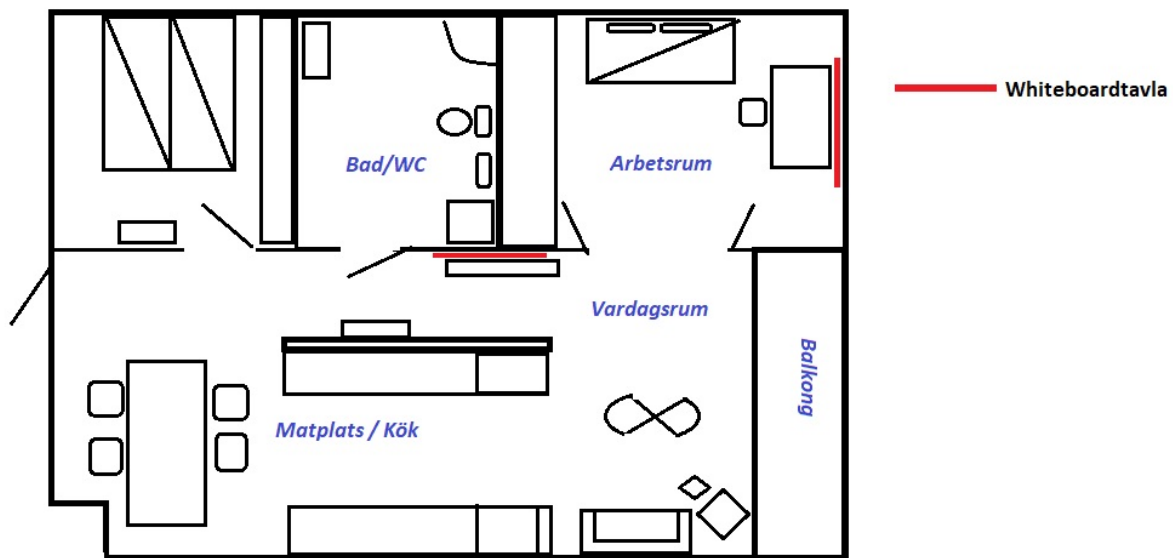 Whiteboardtavla
Bad/WC
Arbetsrum
Vardagsrum
Balkong
Matplats / Kök